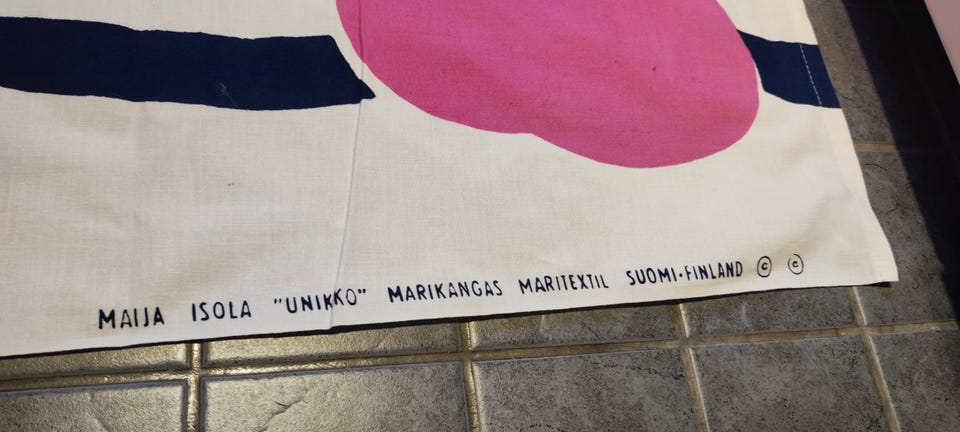 MAIJA ISOLA "UNIKKO" MARIKANGAS MARITEXTIL SUOMI·FINLAND © ©